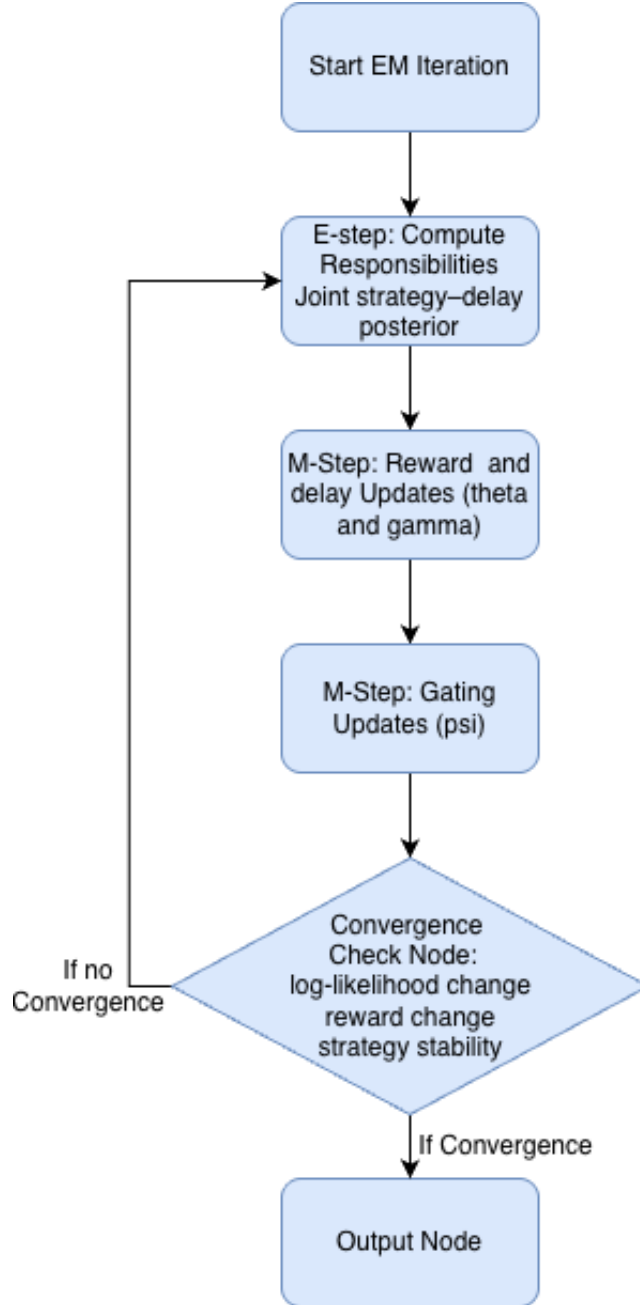 Start EM Iteration
E-step: Compute
Responsibilities
Joint strategy–delay
posterior
M-Step: Reward and
delay Updates (theta
and gamma)
M-Step: Gating
Updates (psi)
Convergence
Check Node:
log-likelihood change
reward change
strategy stability
If no
Convergence
If Convergence
Output Node